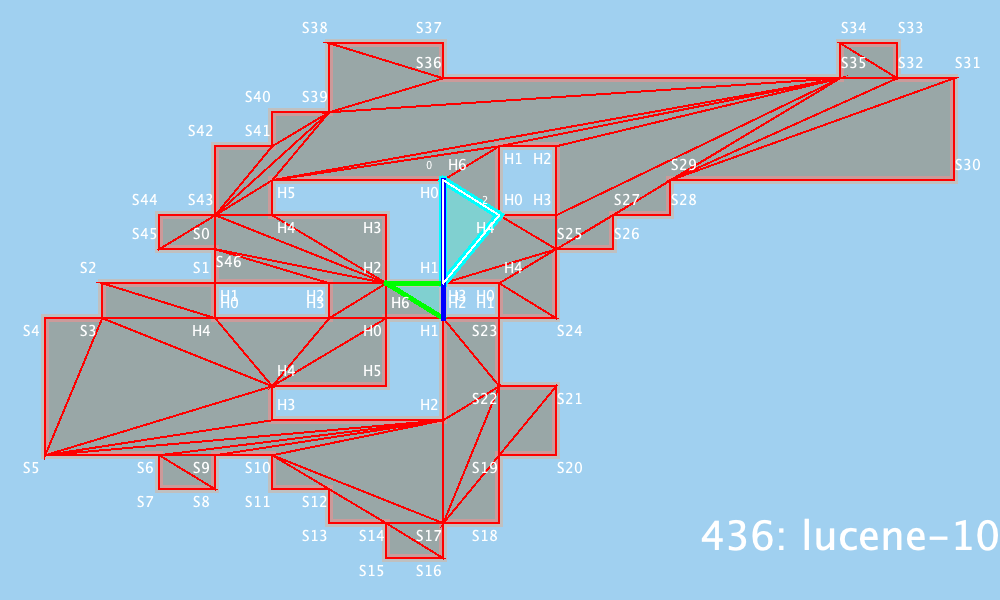 S38 S37 S34 S33
S36 S35 S32 S31
S40 S39
S42 S41
0 H6 H1 H2
S29 S30
S44 S43 H5 H0 2 H0 H3 S27 S28
S45 S0 H4 H3 H4 S25 S26
S46
S2 S1 H2 H1 H4
H1 H2 H3 H0
H0 H3 H6 H2 H1
S4 S3 H4 H0 H1 S23 S24
H4 H5
H3 H2 S22 S21
S5 S6 S9 S10 S19 S20
S7 S8 S11 S12
S13 S14 S17 S18
436: lucene-10
S15 S16